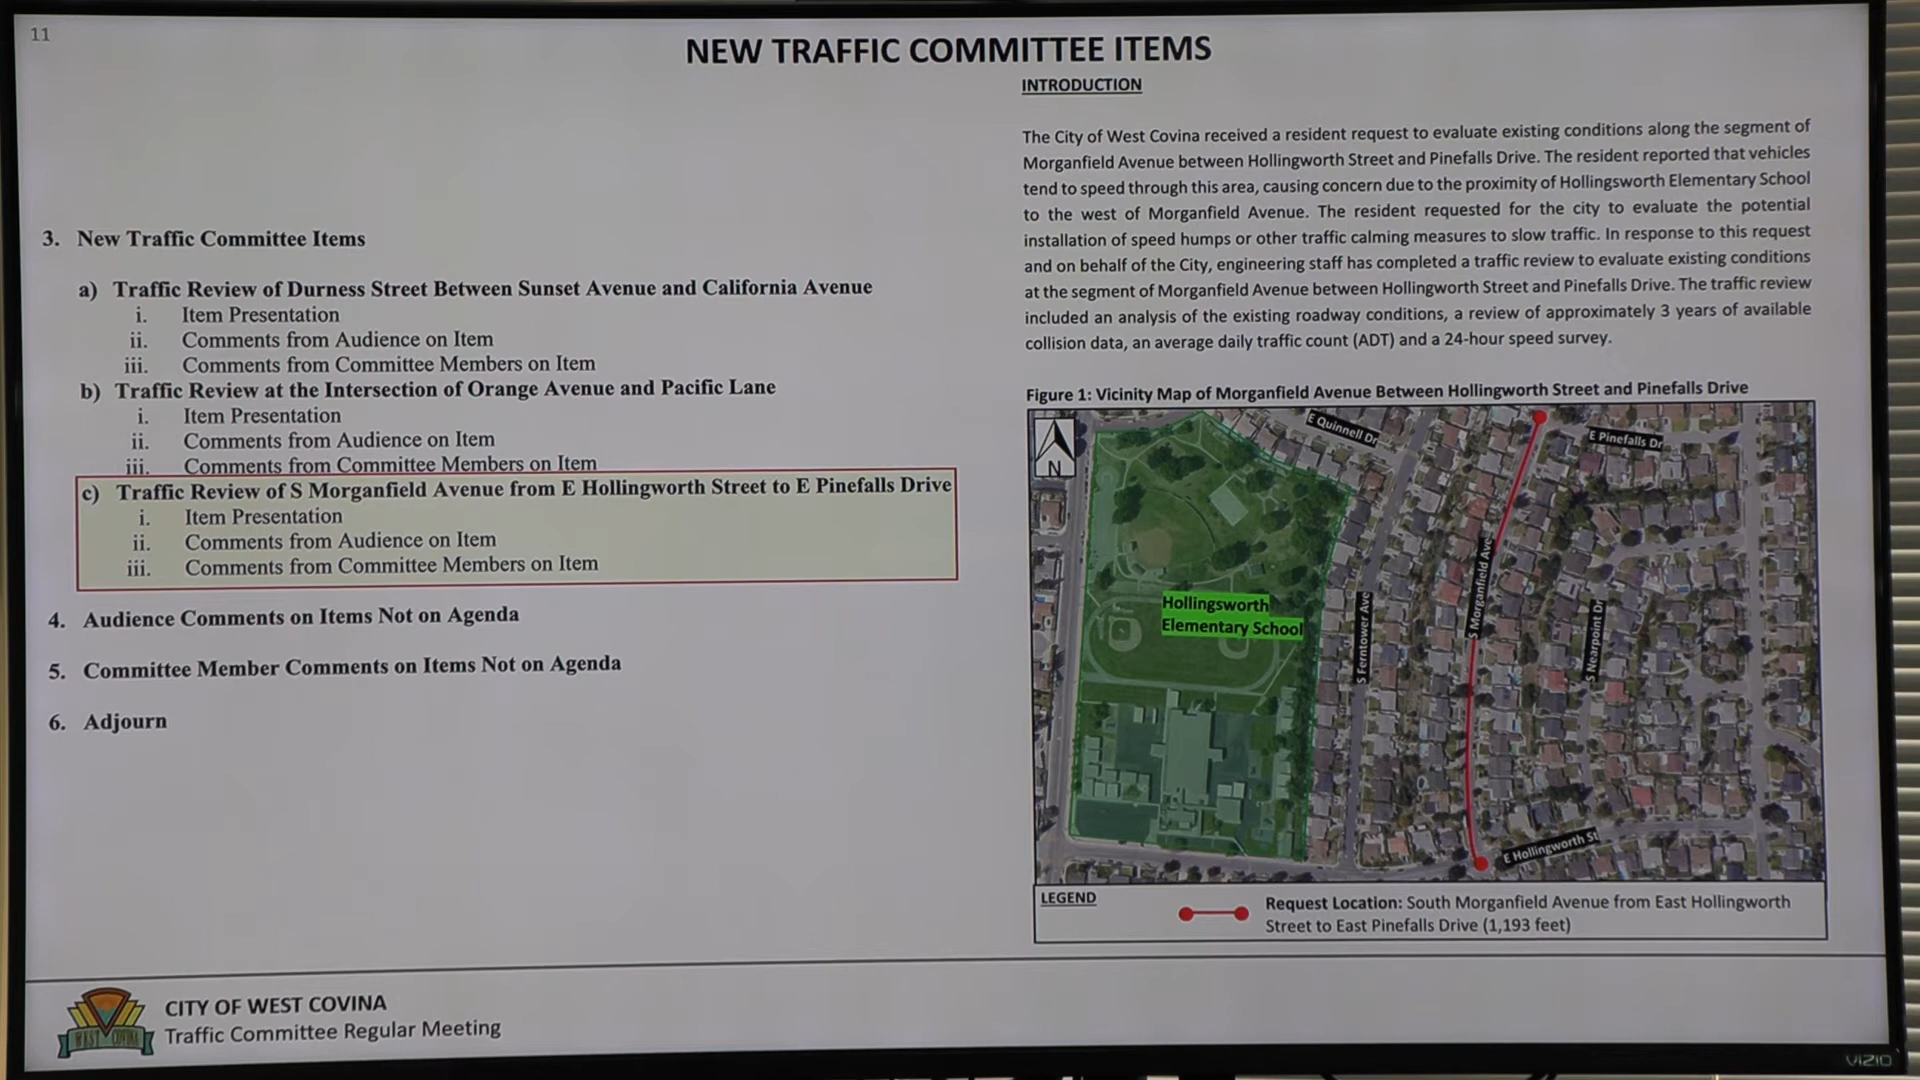 11
NEW TRAFFIC COMMITTEE ITEMS
3. New Traffic Committee Items
a) Traffic Review of Durness Street Between Sunset Avenue and California Avenue
i. Item Presentation
ii. Comments from Audience on Item
iii. Comments from Committee Members on Item
b) Traffic Review at the Intersection of Orange Avenue and Pacific Lane
i. Item Presentation
ii. Comments from Audience on Item
iii. Comments from Committee Members on Item
c) Traffic Review of S Morganfield Avenue from E Hollingworth Street to E Pinefalls Drive
i. Item Presentation
ii. Comments from Audience on Item
iii. Comments from Committee Members on Item
4. Audience Comments on Items Not on Agenda
5. Committee Member Comments on Items Not on Agenda
6. Adjourn
INTRODUCTION
The City of West Covina received a resident request to evaluate existing conditions along the segment of
Morganfield Avenue between Hollingworth Street and Pinefalls Drive. The resident reported that vehicles
tend to speed through this area, causing concern due to the proximity of Hollingsworth Elementary School
to the west of Morganfield Avenue. The resident requested for the city to evaluate the potential
installation of speed humps or other traffic calming measures to slow traffic. In response to this request
and on behalf of the City, engineering staff has completed a traffic review to evaluate existing conditions
at the segment of Morganfield Avenue between Hollingworth Street and Pinefalls Drive. The traffic review
included an analysis of the existing roadway conditions, a review of approximately 3 years of available
collision data, an average daily traffic count (ADT) and a 24-hour speed survey.
Figure 1: Vicinity Map of Morganfield Avenue Between Hollingworth Street and Pinefalls Drive
N
E Quinnell Dr
E Pinefalls Dr
Hollingsworth
Elementary School
S Ferntower Ave
S Morganfield Ave
S Nearpoint Dr
E Hollingworth St
LEGEND
Request Location: South Morganfield Avenue from East Hollingworth
Street to East Pinefalls Drive (1,193 feet)
WEST COVINA
CITY OF WEST COVINA
Traffic Committee Regular Meeting
VIZIO